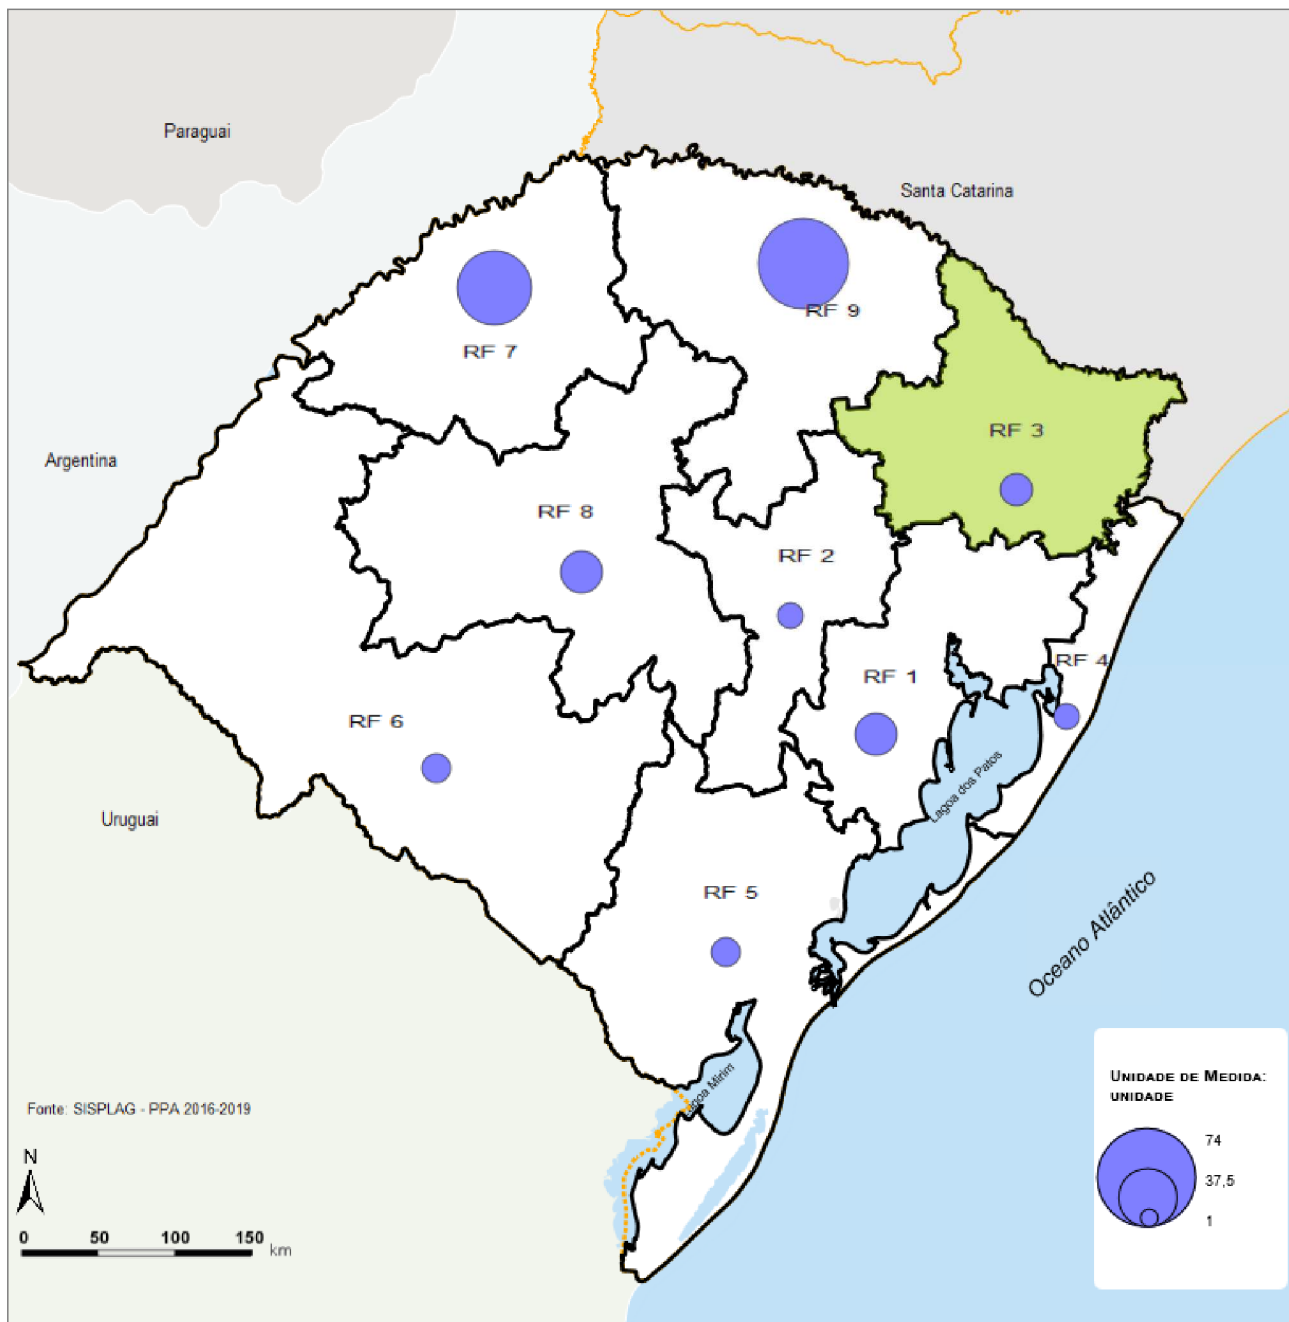 Paraguai
Santa Catarina
RF 9
RF 7
RF 3
Argentina
RF 8
RF 2
RF 4
RF 1
RF 6
Lagoa dos Patos
Uruguai
RF 5
Oceano Atlântico
Lagoa Mirim
Fonte: SISPLAG - PPA 2016-2019
N
0 50 100 150
km
UNIDADE DE MEDIDA:
UNIDADE
74
37,5
1